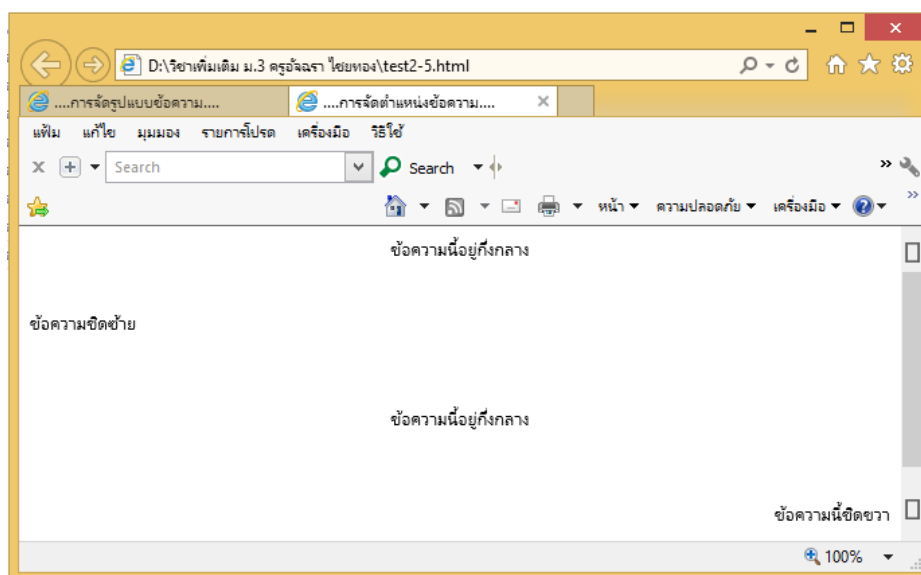 D:\วิชาเพิ่มเติม ม.3 ครูอัจฉรา ไชยทอง\test2-5.html
....การจัดรูปแบบข้อความ.... ....การจัดตำแหน่งข้อความ....
แฟ้ม แก้ไข มุมมอง รายการโปรด เครื่องมือ วิธีใช้
Search Search
หน้า ความปลอดภัย เครื่องมือ
ข้อความนี้อยู่กึ่งกลาง
ข้อความชิดซ้าย
ข้อความนี้อยู่กึ่งกลาง
ข้อความนี้ชิดขวา
100%